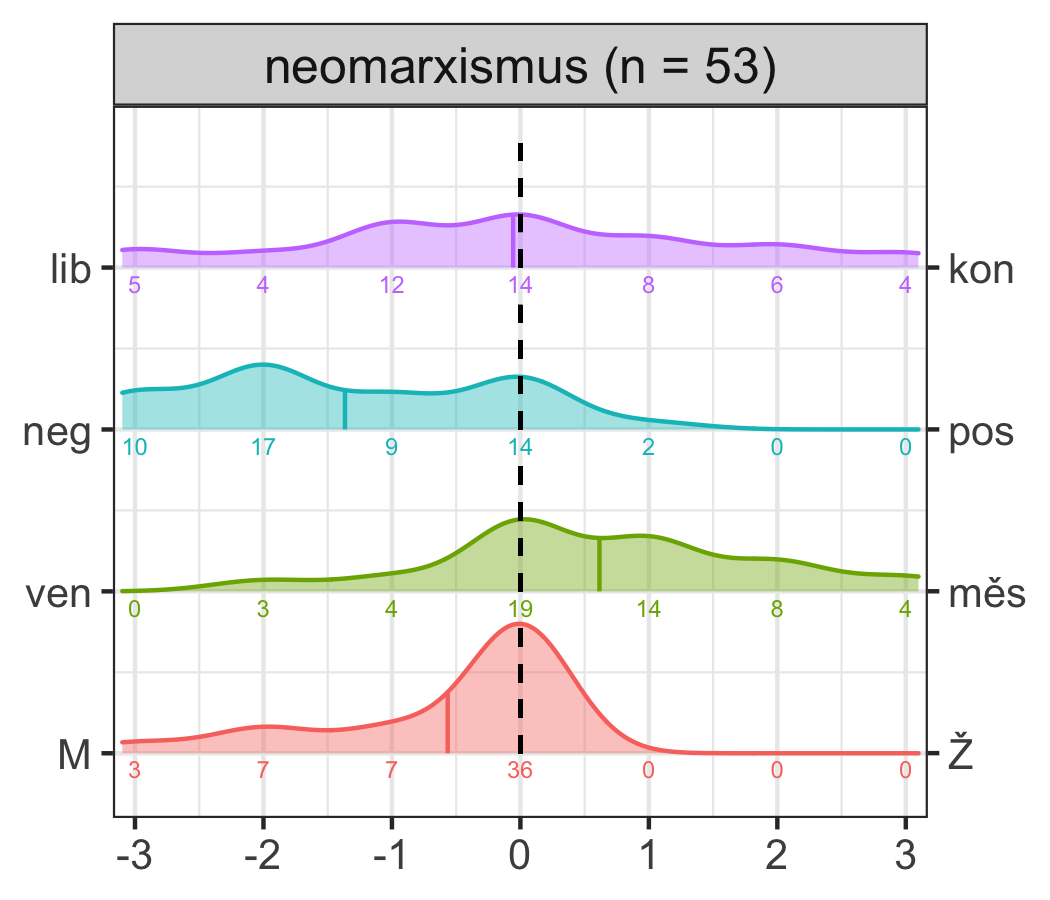 neomarxismus (n = 53)
lib kon
5 4 12 14 8 6 4
neg pos
10 17 9 14 2 0 0
ven měs
0 3 4 19 14 8 4
M Ž
3 7 7 36 0 0 0
-3 -2 -1 0 1 2 3